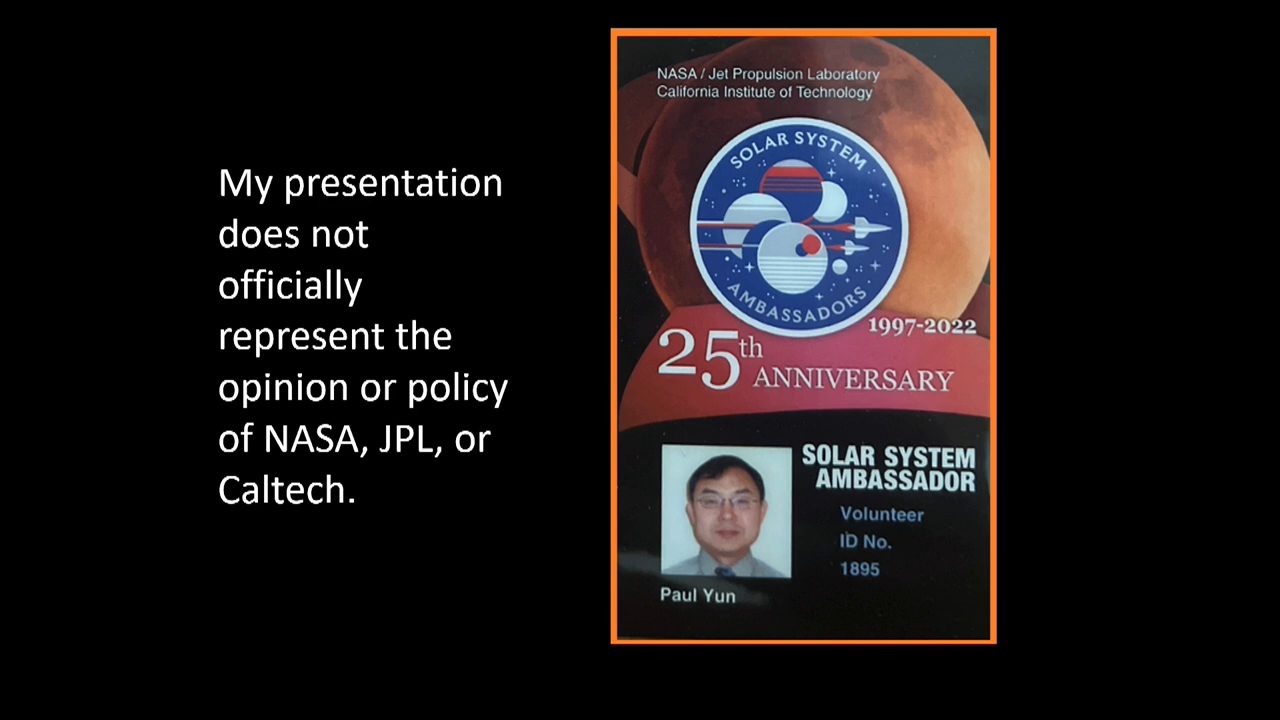 My presentation
does not
officially
represent the
opinion or policy
of NASA, JPL, or
Caltech.
NASA / Jet Propulsion Laboratory
California Institute of Technology
SOLAR SYSTEM
AMBASSADORS
1997-2022
25th
ANNIVERSARY
SOLAR SYSTEM
AMBASSADOR
Volunteer
ID No.
1895
Paul Yun